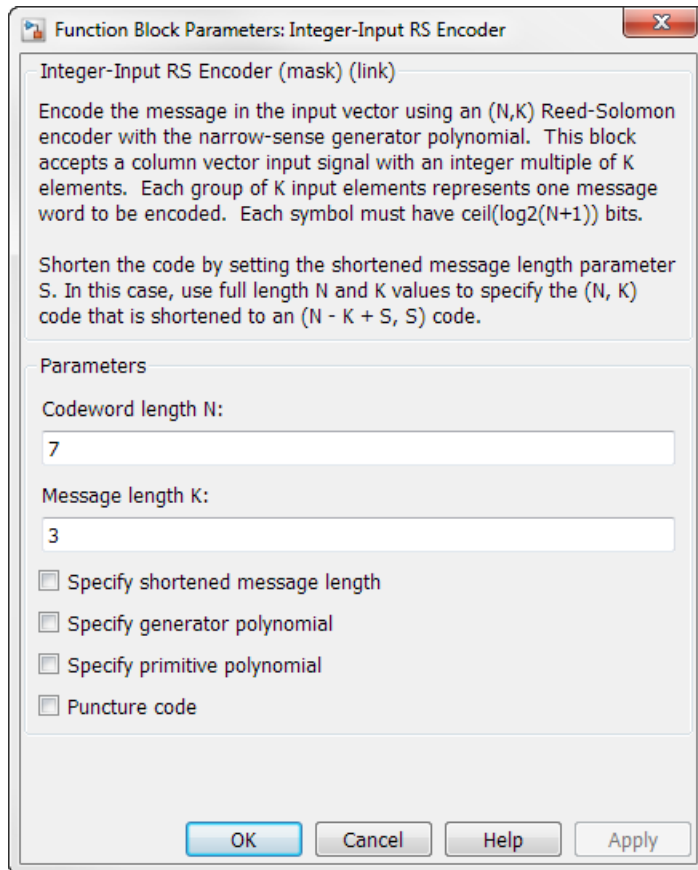 Function Block Parameters: Integer-Input RS Encoder
Integer-Input RS Encoder (mask) (link)
Encode the message in the input vector using an (N,K) Reed-Solomon
encoder with the narrow-sense generator polynomial.  This block
accepts a column vector input signal with an integer multiple of K
elements.  Each group of K input elements represents one message
word to be encoded.  Each symbol must have ceil(log2(N+1)) bits.
Shorten the code by setting the shortened message length parameter
S. In this case, use full length N and K values to specify the (N, K)
code that is shortened to an (N - K + S, S) code.
Parameters
Codeword length N:
7
Message length K:
3
Specify shortened message length
Specify generator polynomial
Specify primitive polynomial
Puncture code
OK Cancel Help Apply